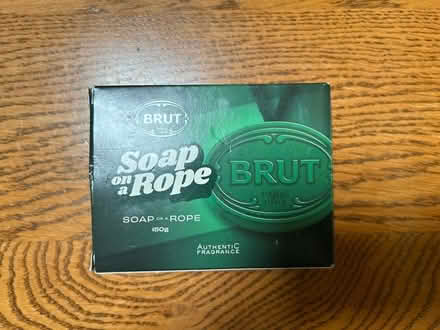 BRUT
Soap
on
a Rope
BRUT
SOAP ON A ROPE
150g
AUTHENTIC
FRAGRANCE